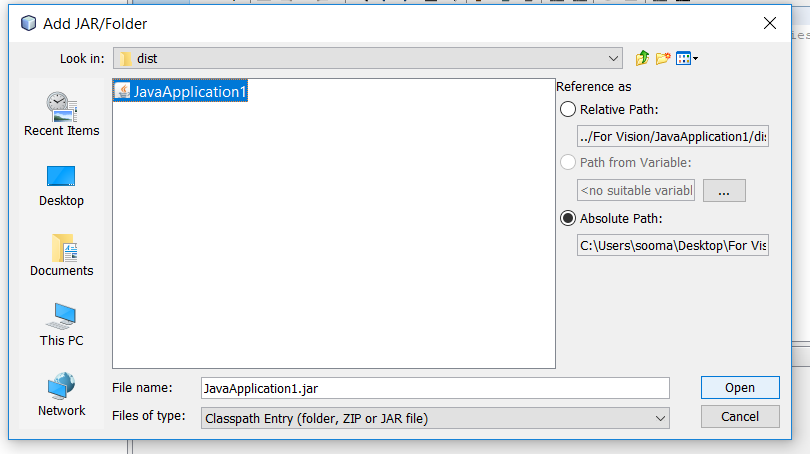 Add JAR/Folder
Look in: dist
JavaApplication1
Recent Items
Desktop
Documents
This PC
Network
Reference as
Relative Path:
../For Vision/JavaApplication1/dis
Path from Variable:
<no suitable variabl
...
Absolute Path:
C:\Users\sooma\Desktop\For Vis
File name: JavaApplication1.jar
Open
Files of type: Classpath Entry (folder, ZIP or JAR file)
Cancel